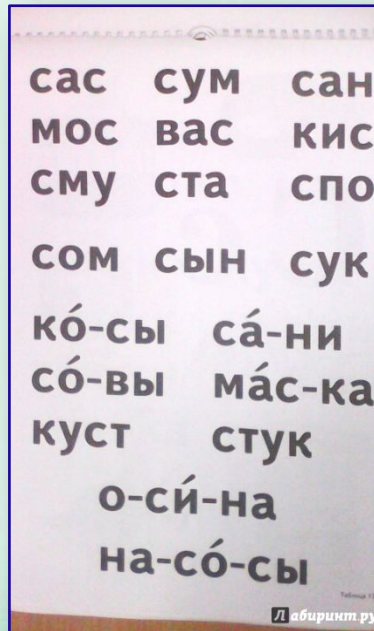 сас сум сан
мос вас кис
сму ста спо
сом сын сук
ко́-сы са́-ни
со́-вы ма́с-ка
куст стук
о-си́-на
на-со́-сы
Таблица
Лабиринт.ру